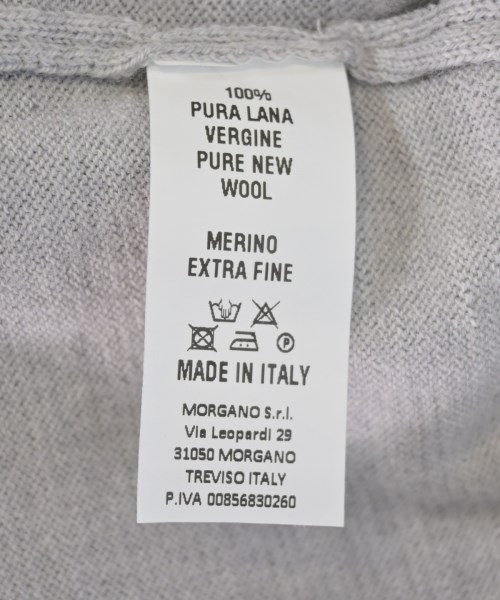 100%
PURA LANA
VERGINE
PURE NEW
WOOL
MERINO
EXTRA FINE
P
MADE IN ITALY
MORGANO S.r.l.
Via Leopardi 29
31050 MORGANO
TREVISO ITALY
P.IVA 00856830260